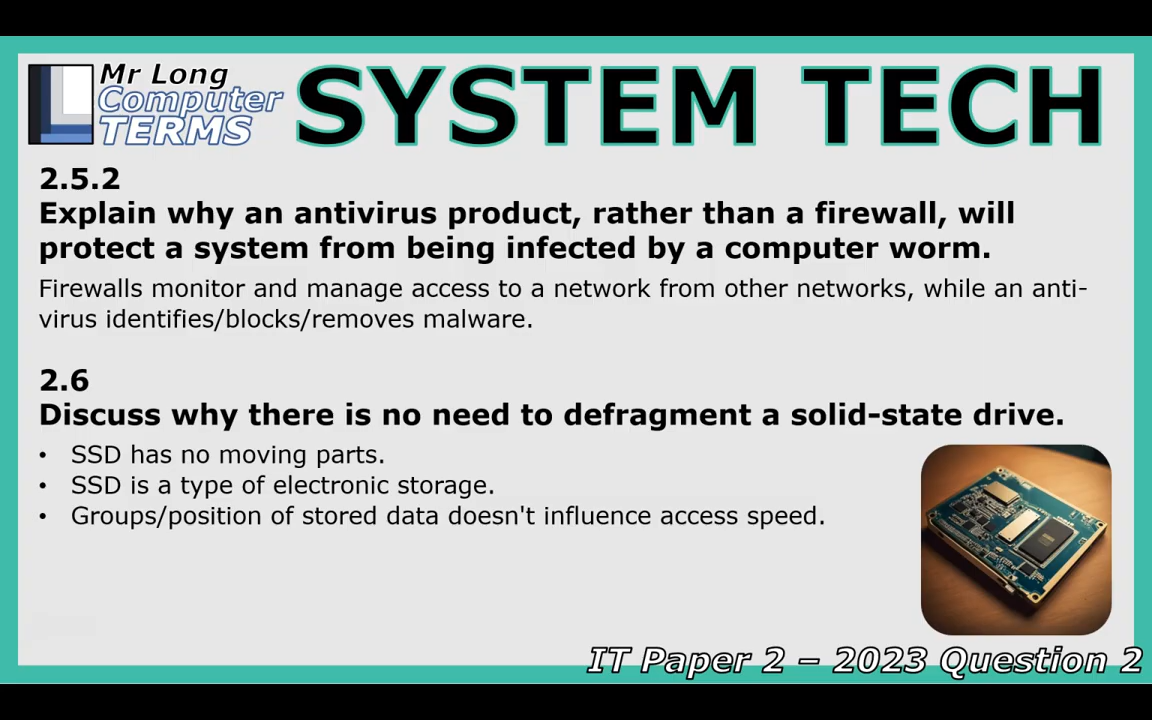 Mr Long
Computer
TERMS
SYSTEM TECH
2.5.2
Explain why an antivirus product, rather than a firewall, will
protect a system from being infected by a computer worm.
Firewalls monitor and manage access to a network from other networks, while an anti-
virus identifies/blocks/removes malware.
2.6
Discuss why there is no need to defragment a solid-state drive.
• SSD has no moving parts.
• SSD is a type of electronic storage.
• Groups/position of stored data doesn't influence access speed.
IT Paper 2 – 2023 Question 2